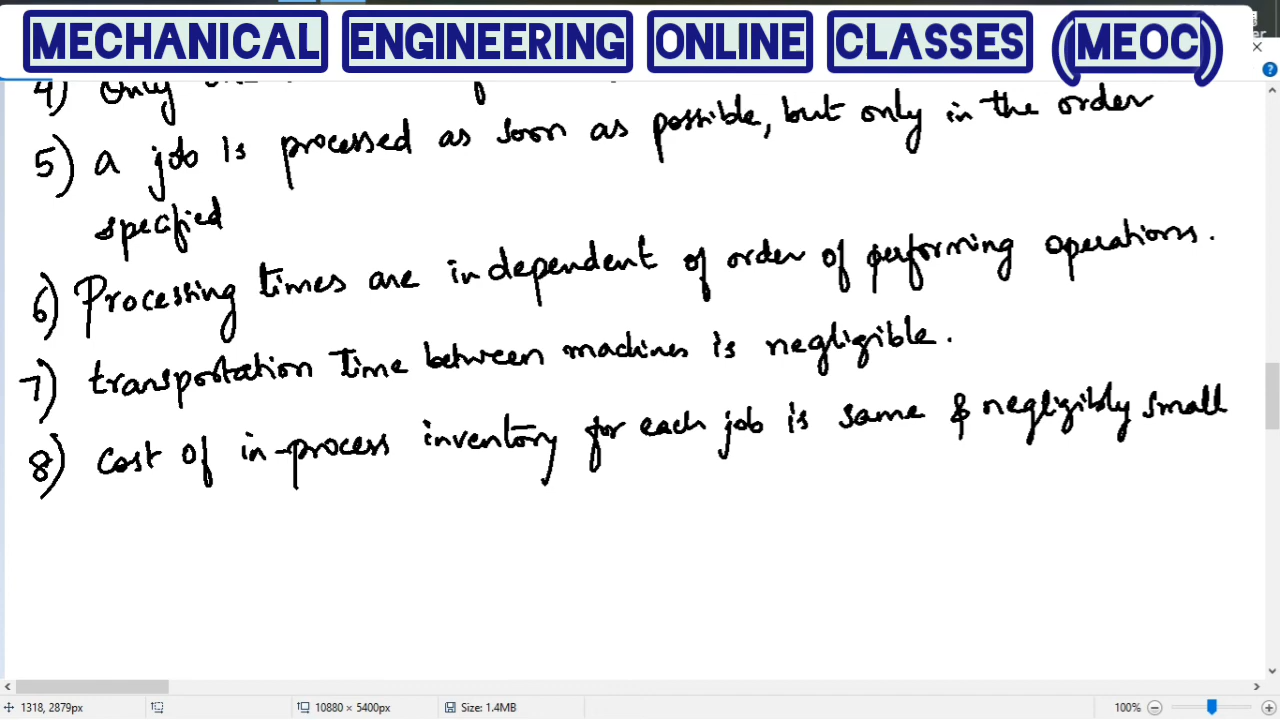 MECHANICAL ENGINEERING ONLINE CLASSES (MEOC)
4) Only
5) a job is processed as soon as possible, but only in the order
specified
6) Processing times are independent of order of performing operations.
7) transportation time between machines is negligible.
8) Cost of in-process inventory for each job is same & negligibly small
1318, 2879px 10880 × 5400px Size: 1.4MB 100%